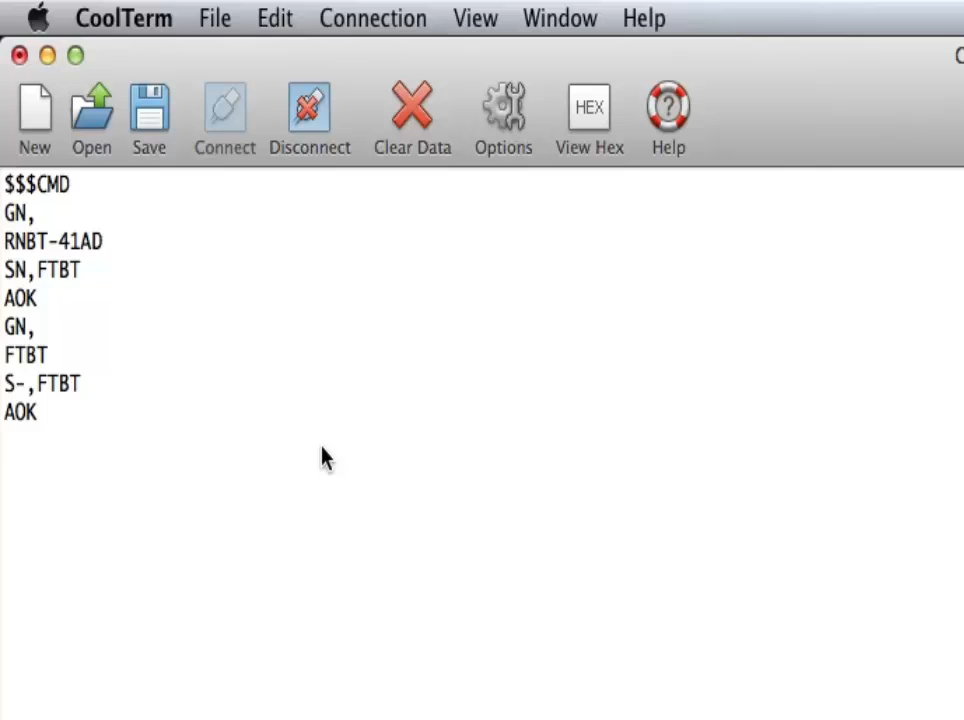 CoolTerm File Edit Connection View Window Help
New Open Save Connect Disconnect Clear Data Options HEX View Hex ? Help
$$$CMD
GN,
RNBT-41AD
SN,FTBT
AOK
GN,
FTBT
S-,FTBT
AOK